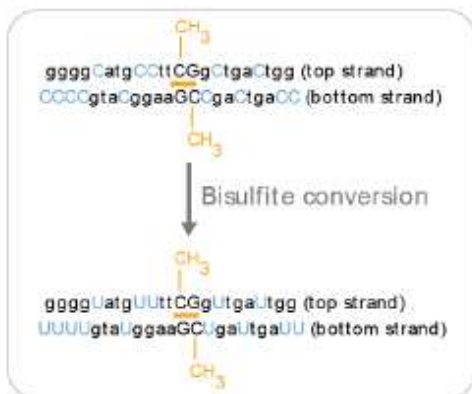 CH3
ggggCatgCCttCGgCtgaCtgg (top strand)
CCCCgtaCggaaGCCgaCtgaCC (bottom strand)
CH3
Bisulfite conversion
CH3
ggggUatgUUttCGgUtgaUtgg (top strand)
UUUUgtaUggaaGCUgaUtgaUU (bottom strand)
CH3